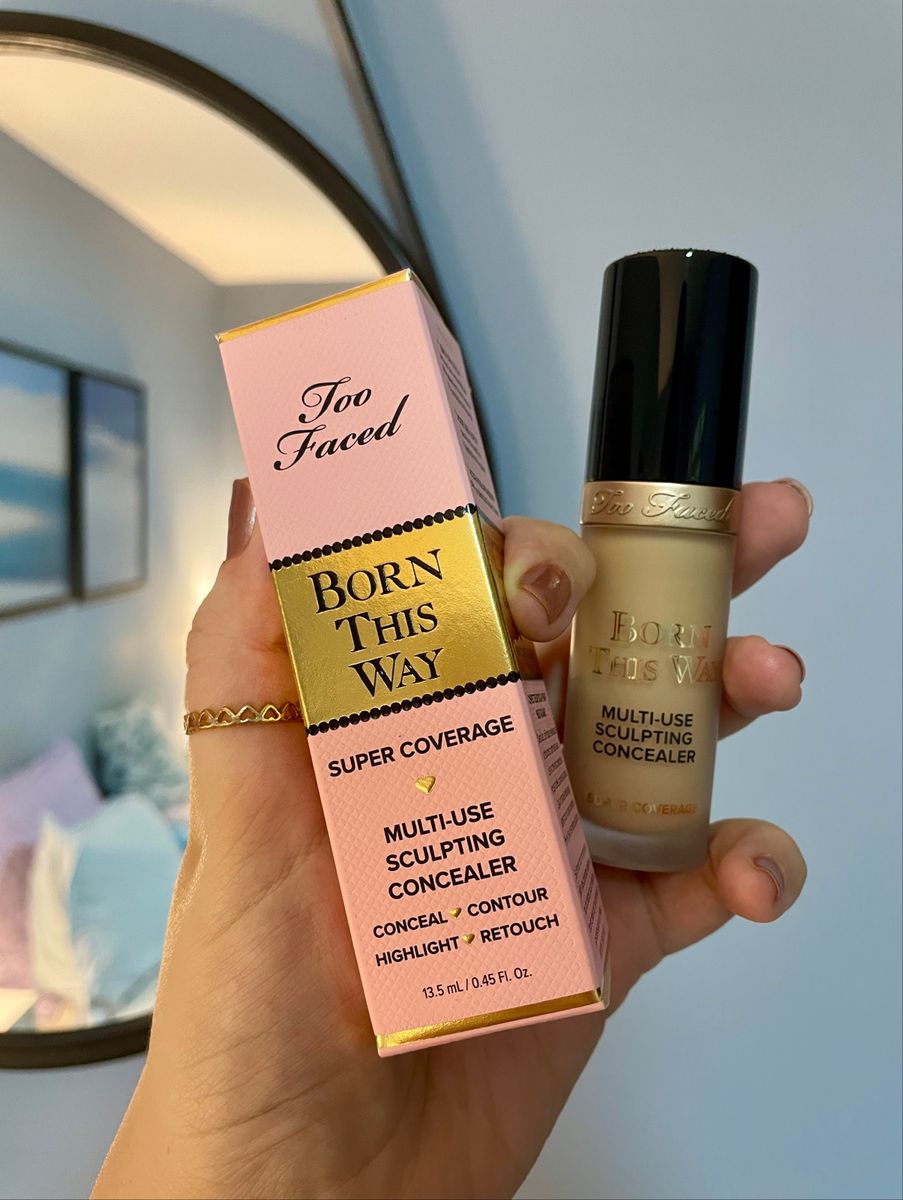 Too
Faced
BORN
THIS
WAY
SUPER COVERAGE
MULTI-USE
SCULPTING
CONCEALER
CONCEAL CONTOUR
HIGHLIGHT RETOUCH
13.5 mL / 0.45 Fl. Oz.
Too Faced
BORN
THIS WAY
MULTI-USE
SCULPTING
CONCEALER
SUPER COVERAGE